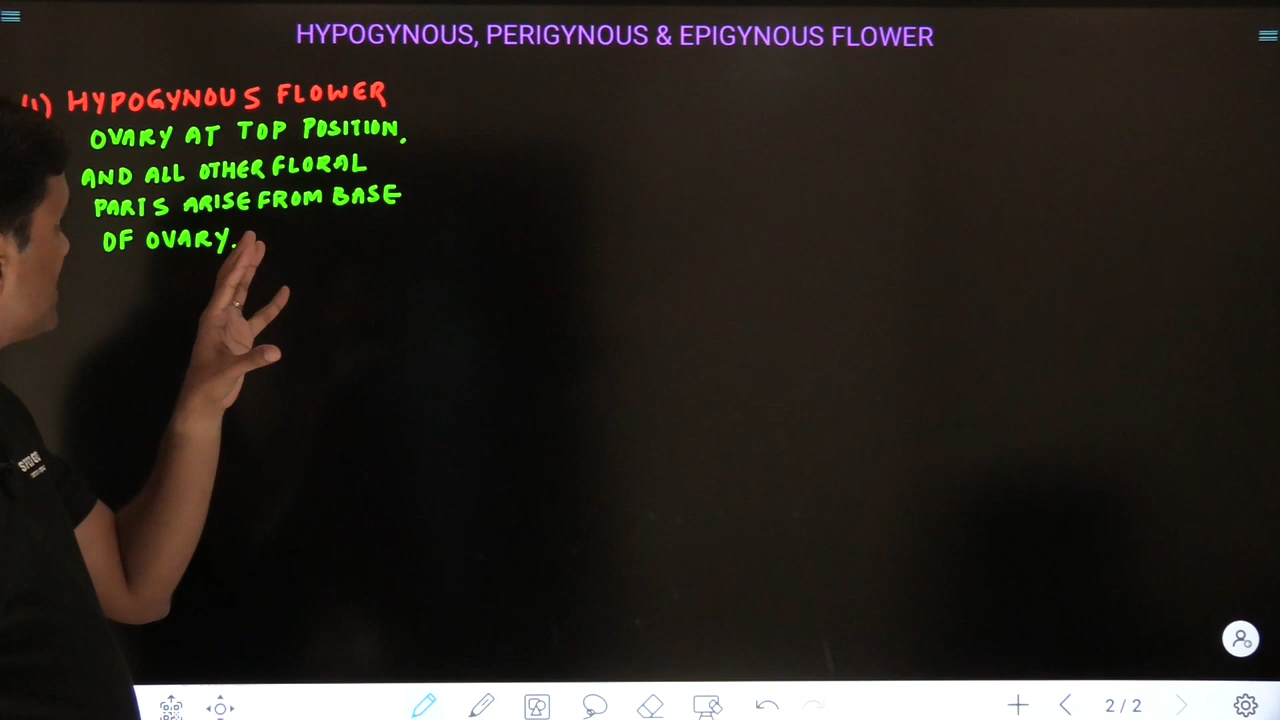 HYPOGYNOUS, PERIGYNOUS & EPIGYNOUS FLOWER
(1) HYPOGYNOUS FLOWER
OVARY AT TOP POSITION.
AND ALL OTHER FLORAL
PARTS ARISE FROM BASE
OF OVARY.
2 / 2